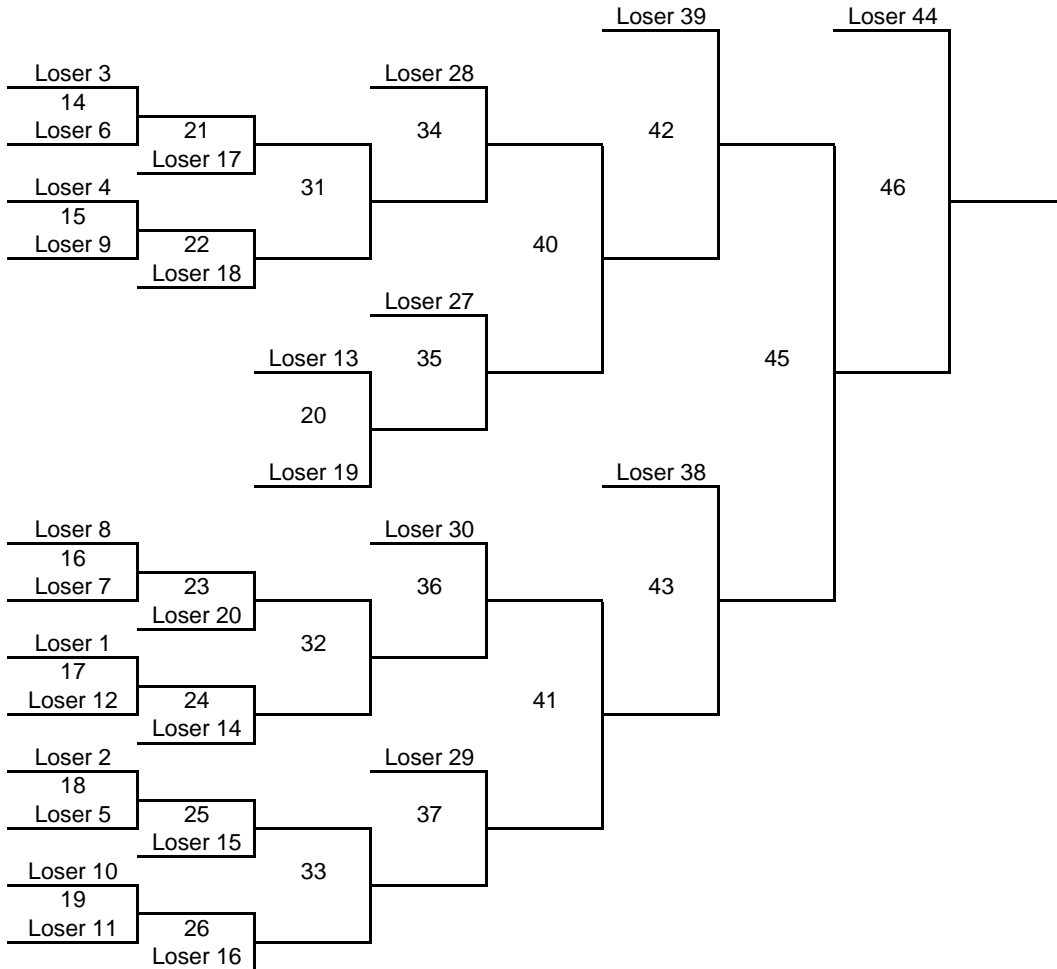 Loser 39
Loser 44
Loser 3
Loser 28
14
Loser 6
21
34
42
Loser 17
31
46
Loser 4
15
Loser 9
22
40
Loser 18
Loser 27
Loser 13
35
45
20
Loser 19
Loser 38
Loser 8
Loser 30
16
Loser 7
23
36
43
Loser 20
Loser 1
32
17
Loser 12
24
41
Loser 14
Loser 2
Loser 29
18
Loser 5
25
37
Loser 15
Loser 10
33
19
Loser 11
26
Loser 16